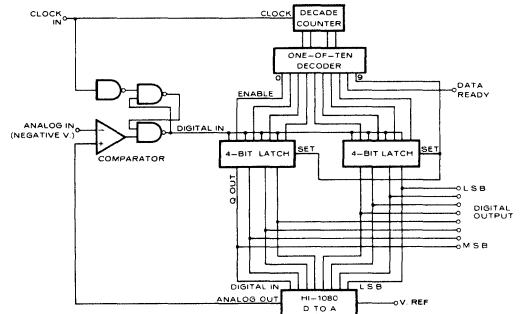 CLOCK IN
CLOCK
DECADE COUNTER
ONE-OF-TEN DECODER
0
9
ENABLE
DATA READY
ANALOG IN (NEGATIVE V.)
-
+
COMPARATOR
DIGITAL IN
4-BIT LATCH
SET
4-BIT LATCH
SET
Q OUT
LSB
DIGITAL OUTPUT
MSB
DIGITAL IN
LSB
ANALOG OUT
HI-1080 D TO A
V. REF